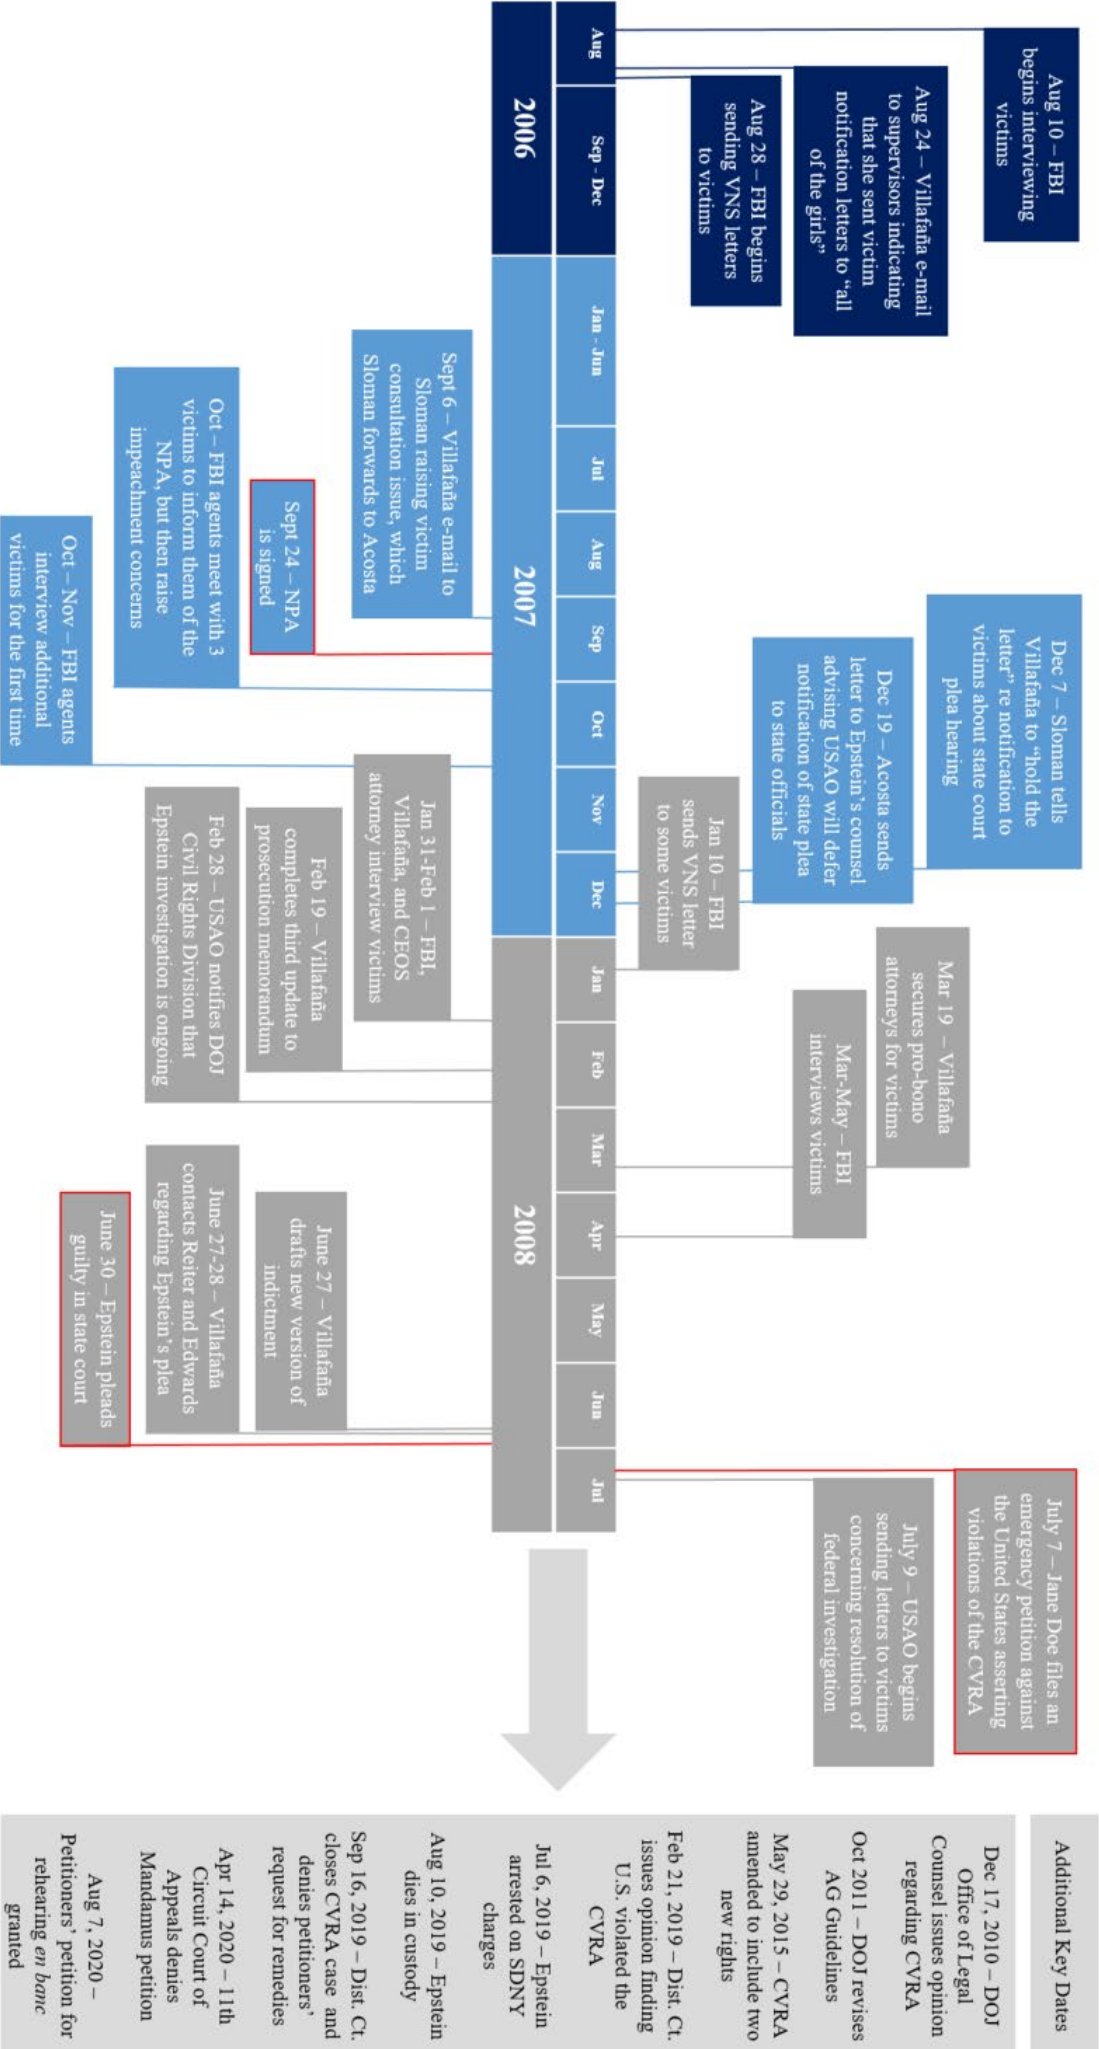 Aug 10 – FBI
begins interviewing
victims
Aug 24 – Villafaña e-mail
to supervisors indicating
that she sent victim
notification letters to “all
of the girls”
Aug 28 – FBI begins
sending VNS letters
to victims
Dec 7 – Sloman tells
Villafaña to “hold the
letter” re notification to
victims about state court
plea hearing
Dec 19 – Acosta sends
letter to Epstein’s counsel
advising USAO will defer
notification of state plea
to state officials
Jan 10 – FBI
sends VNS letter
to some victims
Mar 19 – Villafaña
secures pro-bono
attorneys for victims
Mar-May – FBI
interviews victims
July 7 – Jane Doe files an
emergency petition against
the United States asserting
violations of the CVRA
July 9 – USAO begins
sending letters to victims
concerning resolution of
federal investigation
Aug
Sep - Dec
Jan - Jun
Jul
Aug
Sep
Oct
Nov
Dec
Jan
Feb
Mar
Apr
May
Jun
Jul
2006
2007
2008
Sept 6 – Villafaña e-mail to
Sloman raising victim
consultation issue, which
Sloman forwards to Acosta
Sept 24 – NPA
is signed
Oct – FBI agents meet with 3
victims to inform them of the
NPA, but then raise
impeachment concerns
Oct – Nov – FBI agents
interview additional
victims for the first time
Jan 31-Feb 1 – FBI,
Villafaña, and CEOS
attorney interview victims
Feb 19 – Villafaña
completes third update to
prosecution memorandum
Feb 28 – USAO notifies DOJ
Civil Rights Division that
Epstein investigation is ongoing
June 27 – Villafaña
drafts new version of
indictment
June 27-28 – Villafaña
contacts Reiter and Edwards
regarding Epstein’s plea
June 30 – Epstein pleads
guilty in state court
Additional Key Dates
Dec 17, 2010 – DOJ
Office of Legal
Counsel issues opinion
regarding CVRA
Oct 2011 – DOJ revises
AG Guidelines
May 29, 2015 – CVRA
amended to include two
new rights
Feb 21, 2019 – Dist. Ct.
issues opinion finding
U.S. violated the
CVRA
Jul 6, 2019 – Epstein
arrested on SDNY
charges
Aug 10, 2019 – Epstein
dies in custody
Sep 16, 2019 – Dist. Ct.
closes CVRA case and
denies petitioners’
request for remedies
Apr 14, 2020 – 11th
Circuit Court of
Appeals denies
Mandamus petition
Aug 7, 2020 –
Petitioners’ petition for
rehearing en banc
granted